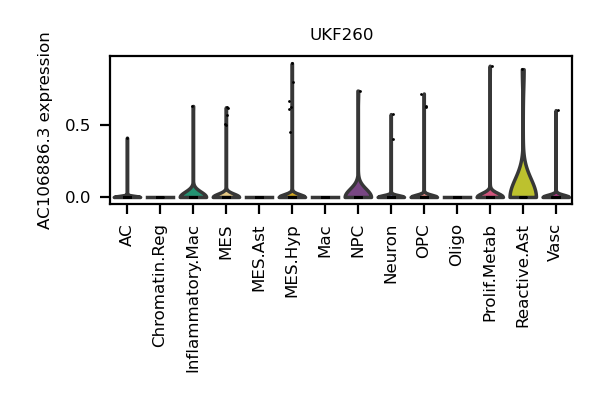 UKF260
AC106886.3 expression
0.5
0.0
AC
Chromatin.Reg
Inflammatory.Mac
MES
MES.Ast
MES.Hyp
Mac
NPC
Neuron
OPC
Oligo
Prolif.Metab
Reactive.Ast
Vasc